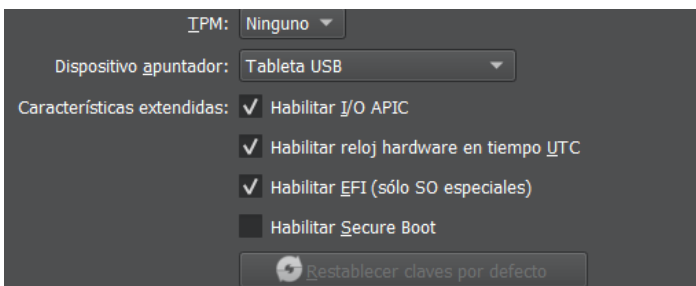 TPM: Ninguno
Dispositivo apuntador: Tableta USB
Características extendidas: Habilitar I/O APIC
Habilitar reloj hardware en tiempo UTC
Habilitar EFI (sólo SO especiales)
Habilitar Secure Boot
Restablecer claves por defecto